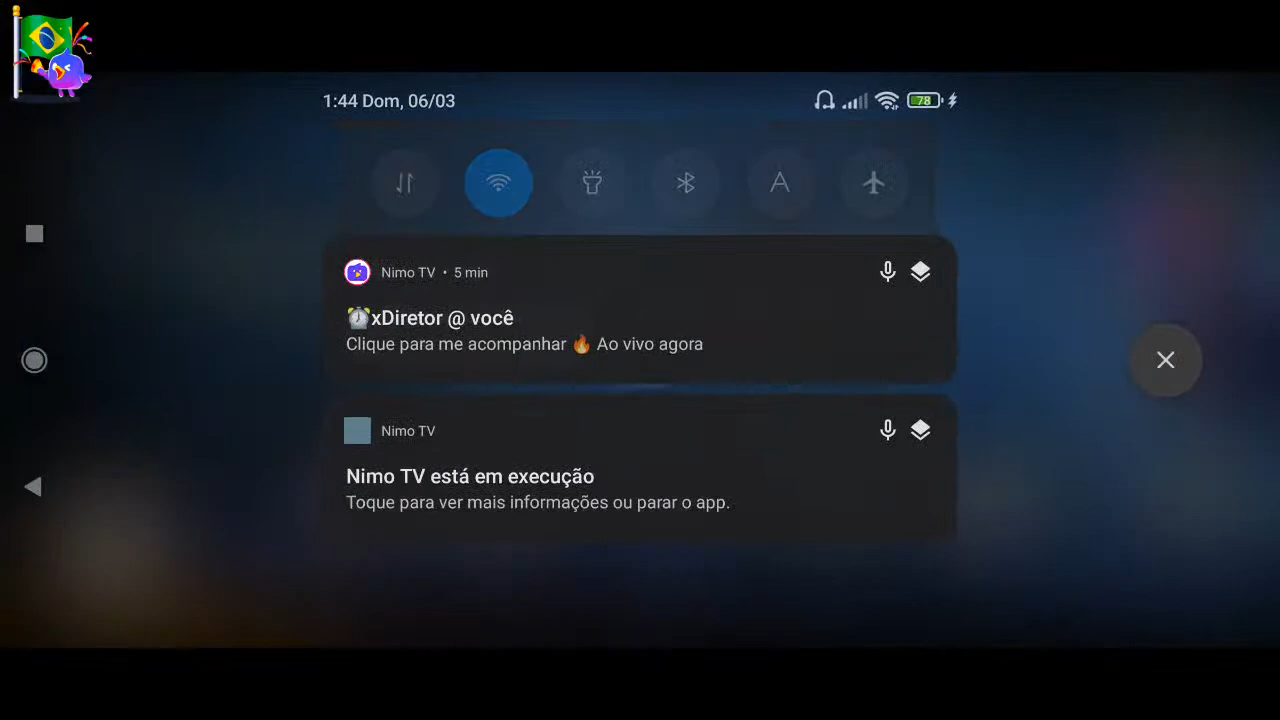 1:44 Dom, 06/03
78
A
Nimo TV • 5 min
⏰xDiretor @ você
Clique para me acompanhar 🔥 Ao vivo agora
Nimo TV
Nimo TV está em execução
Toque para ver mais informações ou parar o app.